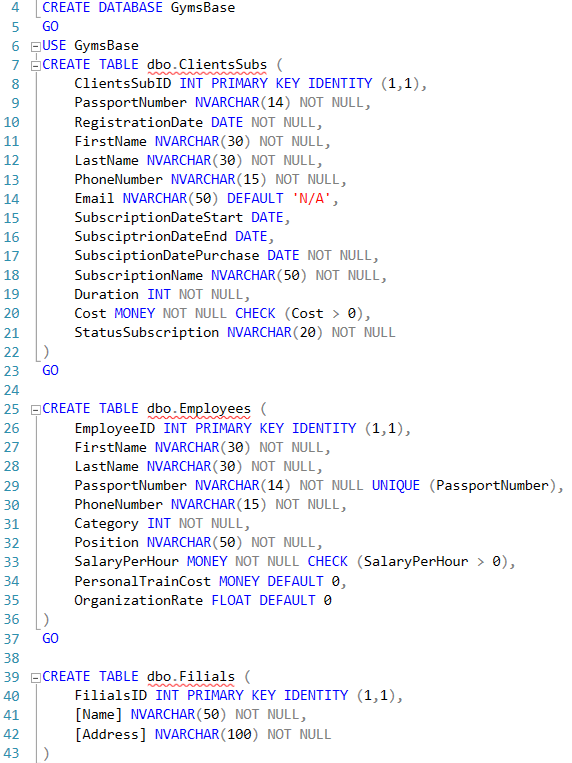 4 CREATE DATABASE GymsBase
5 GO
6 USE GymsBase
7 CREATE TABLE dbo.ClientsSubs (
8 ClientsSubID INT PRIMARY KEY IDENTITY (1,1),
9 PassportNumber NVARCHAR(14) NOT NULL,
10 RegistrationDate DATE NOT NULL,
11 FirstName NVARCHAR(30) NOT NULL,
12 LastName NVARCHAR(30) NOT NULL,
13 PhoneNumber NVARCHAR(15) NOT NULL,
14 Email NVARCHAR(50) DEFAULT 'N/A',
15 SubscriptionDateStart DATE,
16 SubsciptrionDateEnd DATE,
17 SubsciptionDatePurchase DATE NOT NULL,
18 SubscriptionName NVARCHAR(50) NOT NULL,
19 Duration INT NOT NULL,
20 Cost MONEY NOT NULL CHECK (Cost > 0),
21 StatusSubscription NVARCHAR(20) NOT NULL
22 )
23 GO
24
25 CREATE TABLE dbo.Employees (
26 EmployeeID INT PRIMARY KEY IDENTITY (1,1),
27 FirstName NVARCHAR(30) NOT NULL,
28 LastName NVARCHAR(30) NOT NULL,
29 PassportNumber NVARCHAR(14) NOT NULL UNIQUE (PassportNumber),
30 PhoneNumber NVARCHAR(15) NOT NULL,
31 Category INT NOT NULL,
32 Position NVARCHAR(50) NOT NULL,
33 SalaryPerHour MONEY NOT NULL CHECK (SalaryPerHour > 0),
34 PersonalTrainCost MONEY DEFAULT 0,
35 OrganizationRate FLOAT DEFAULT 0
36 )
37 GO
38
39 CREATE TABLE dbo.Filials (
40 FilialsID INT PRIMARY KEY IDENTITY (1,1),
41 [Name] NVARCHAR(50) NOT NULL,
42 [Address] NVARCHAR(100) NOT NULL
43 )